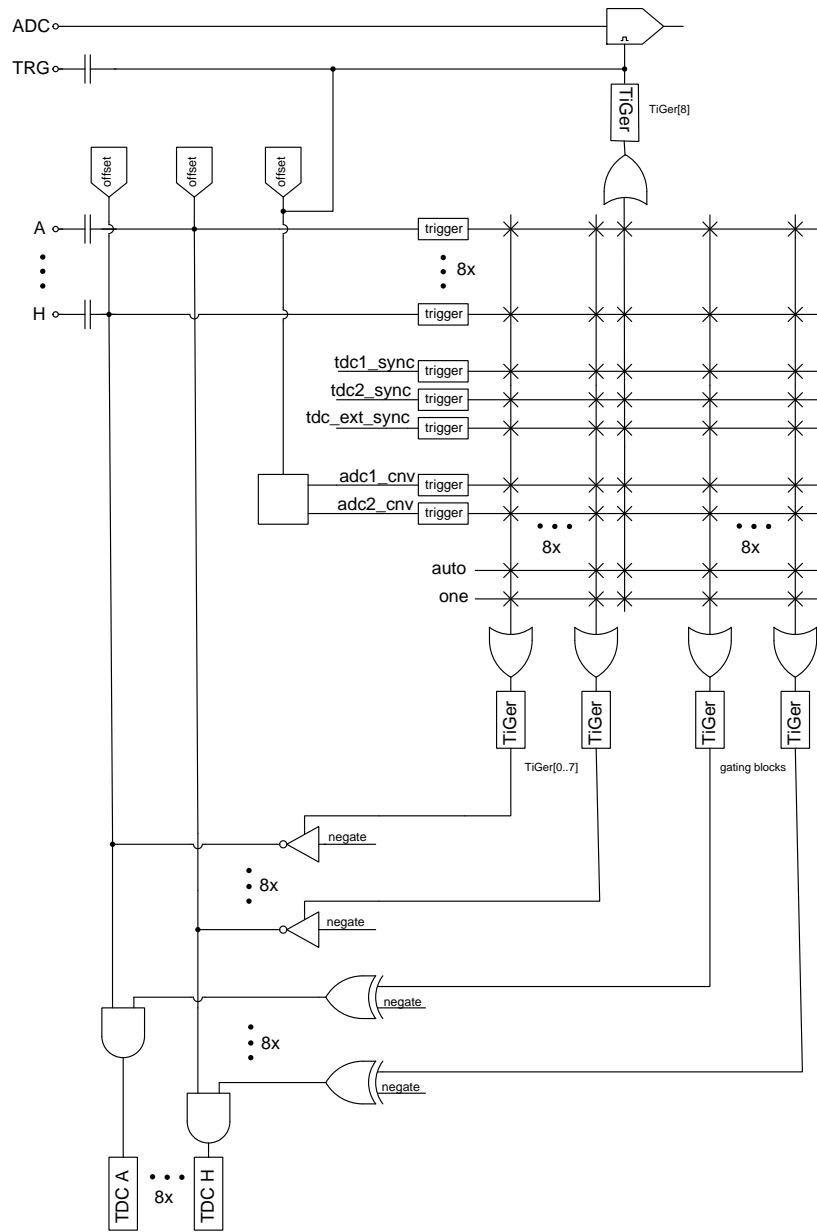 ADC
TRG
TiGer
TiGer[8]
offset
offset
offset
A
trigger
8x
H
trigger
tdc1_sync
trigger
tdc2_sync
trigger
tdc_ext_sync
trigger
adc1_cnv
trigger
adc2_cnv
trigger
8x
8x
auto
one
TiGer
TiGer
TiGer
TiGer
TiGer[0..7]
gating blocks
negate
8x
negate
negate
8x
negate
TDC A
8x
TDC H